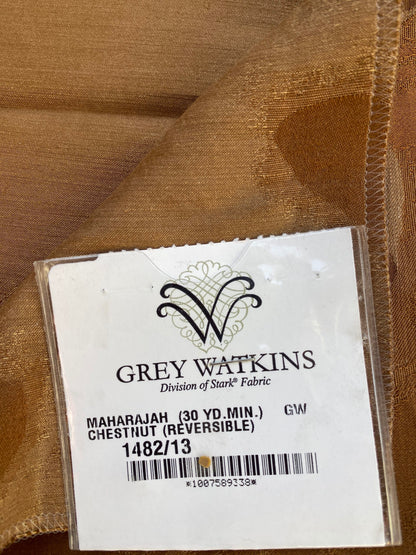 W
GREY WATKINS
Division of Stark® Fabric
MAHARAJAH (30 YD.MIN.) GW
CHESTNUT (REVERSIBLE)
1482/13
*1007589338*